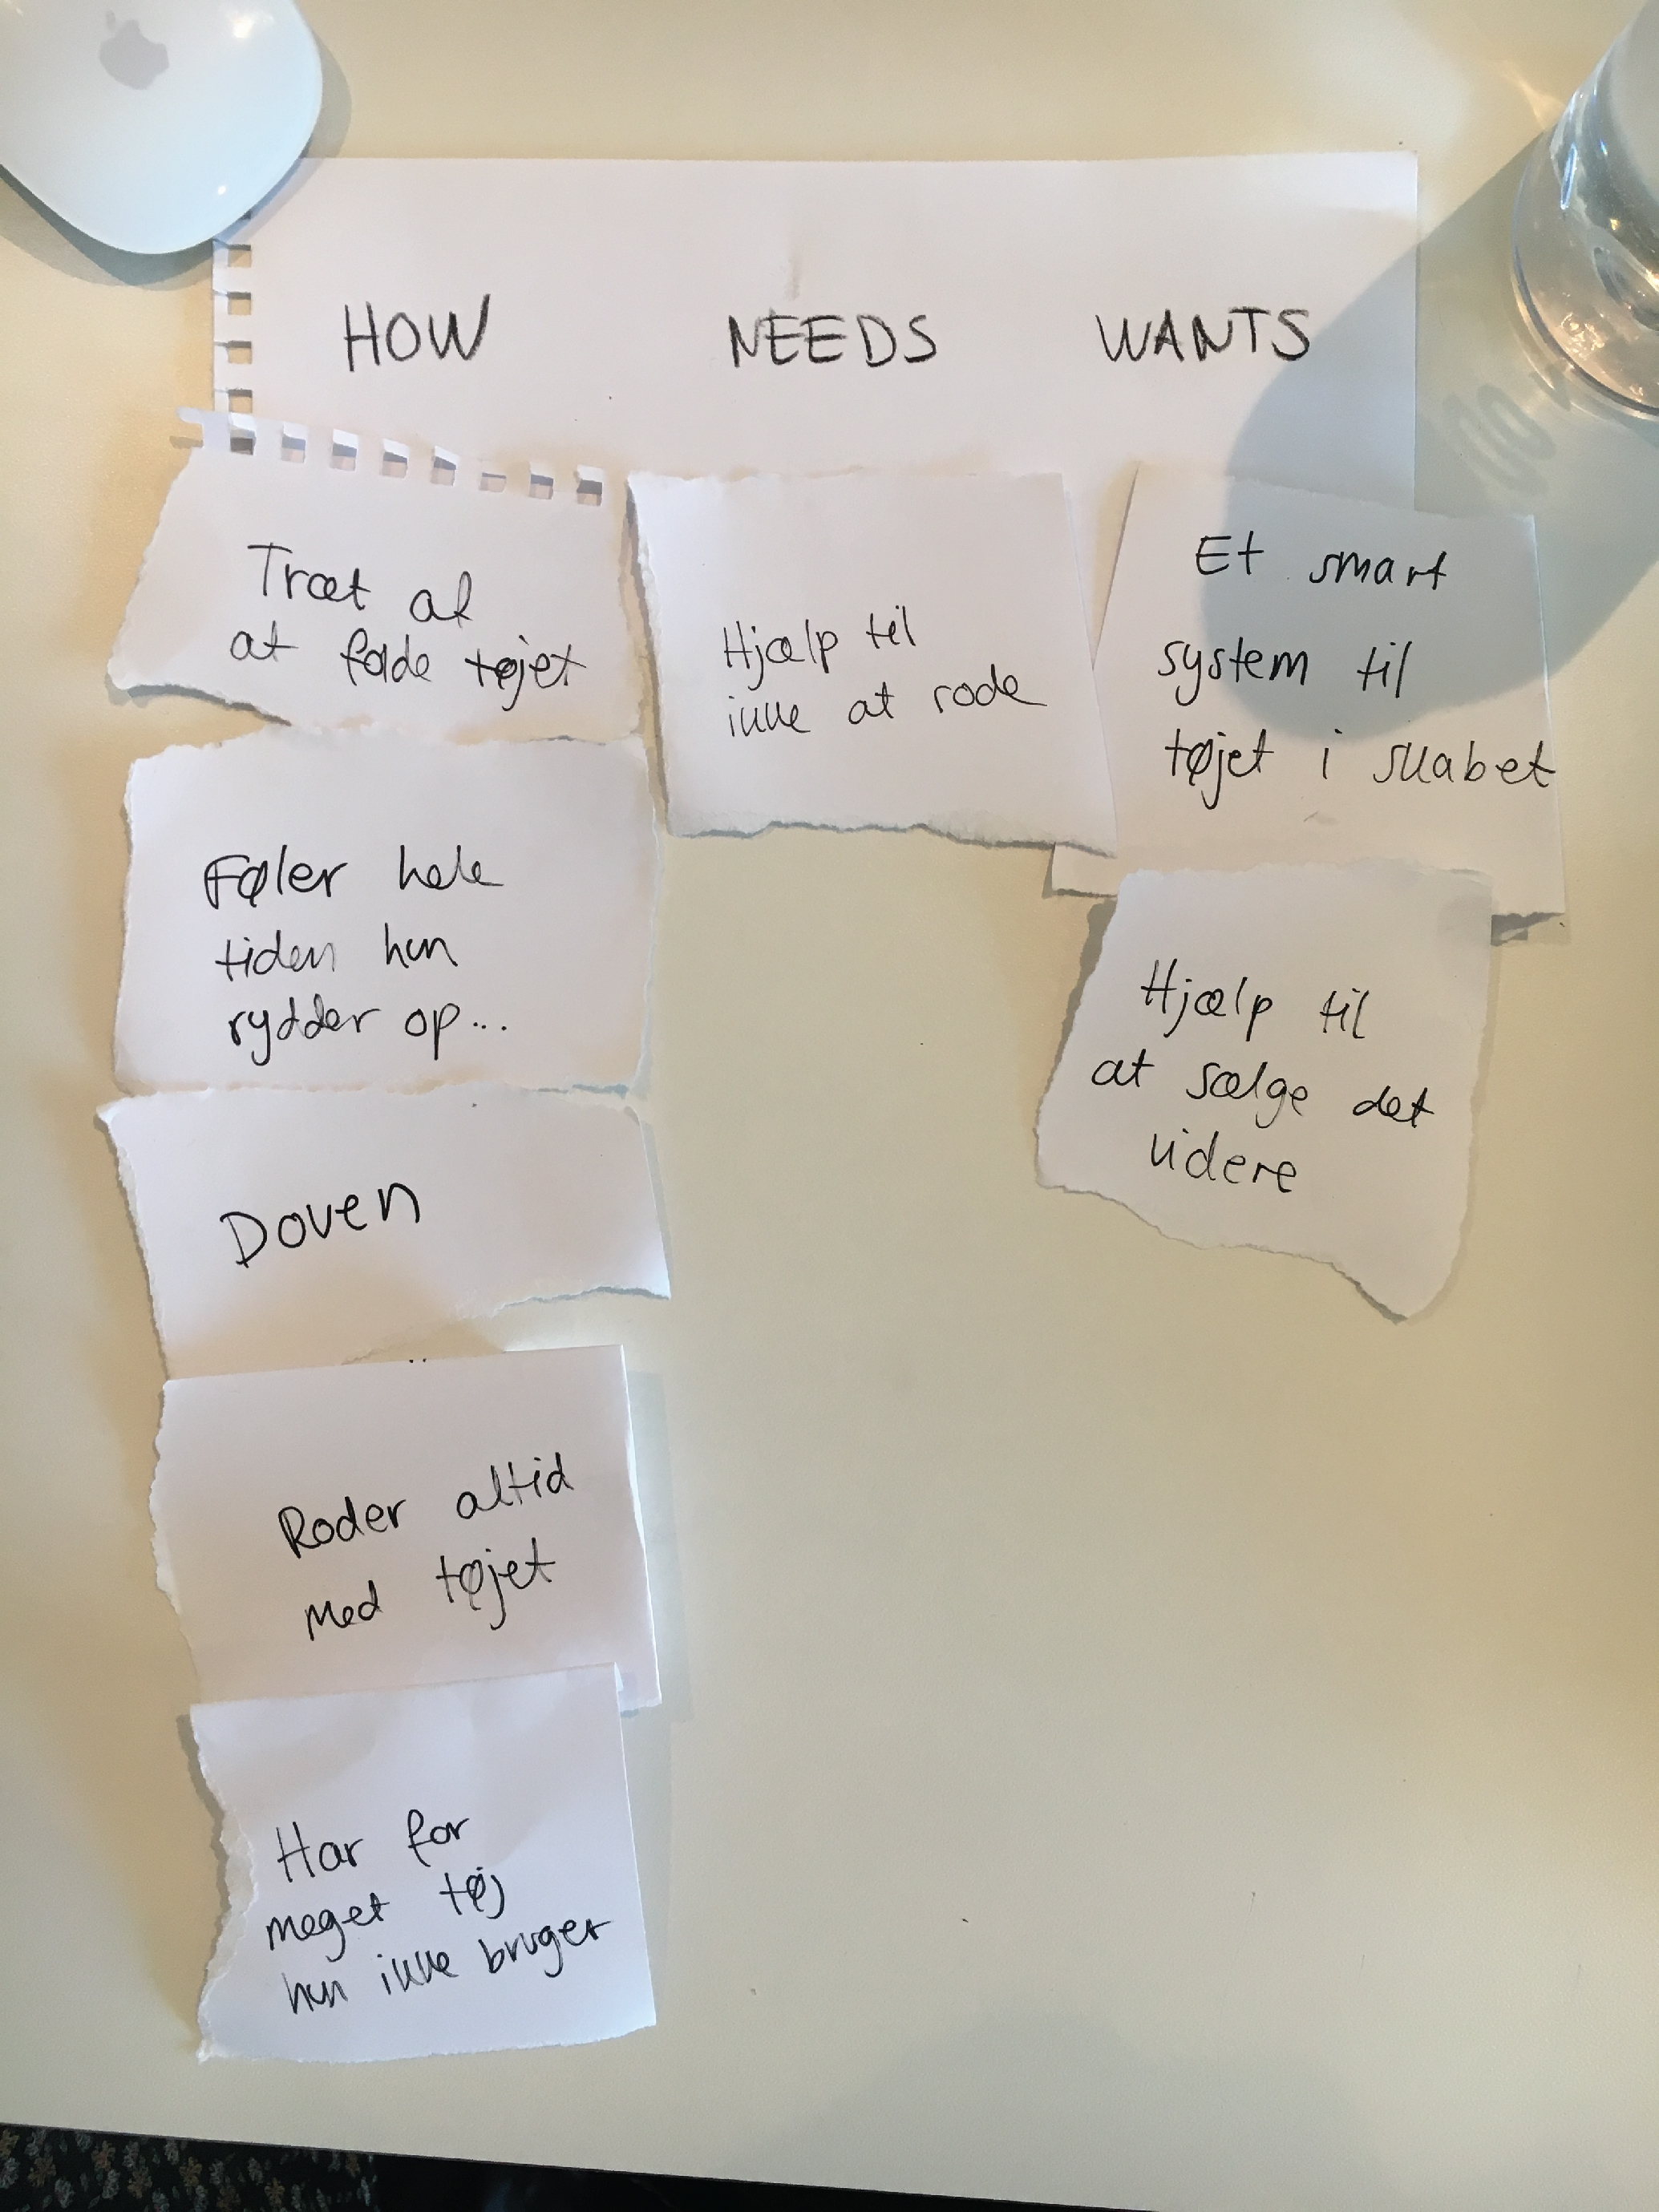 HOW NEEDS WANTS
Træt af
at folde tøjet
Føler hele
tiden hun
rydder op...
Doven
Roder altid
med tøjet
Har for
meget tøj
hun ikke bruger
Hjælp til
ikke at rode
Et smart
system til
tøjet i skabet
Hjælp til
at sælge det
videre